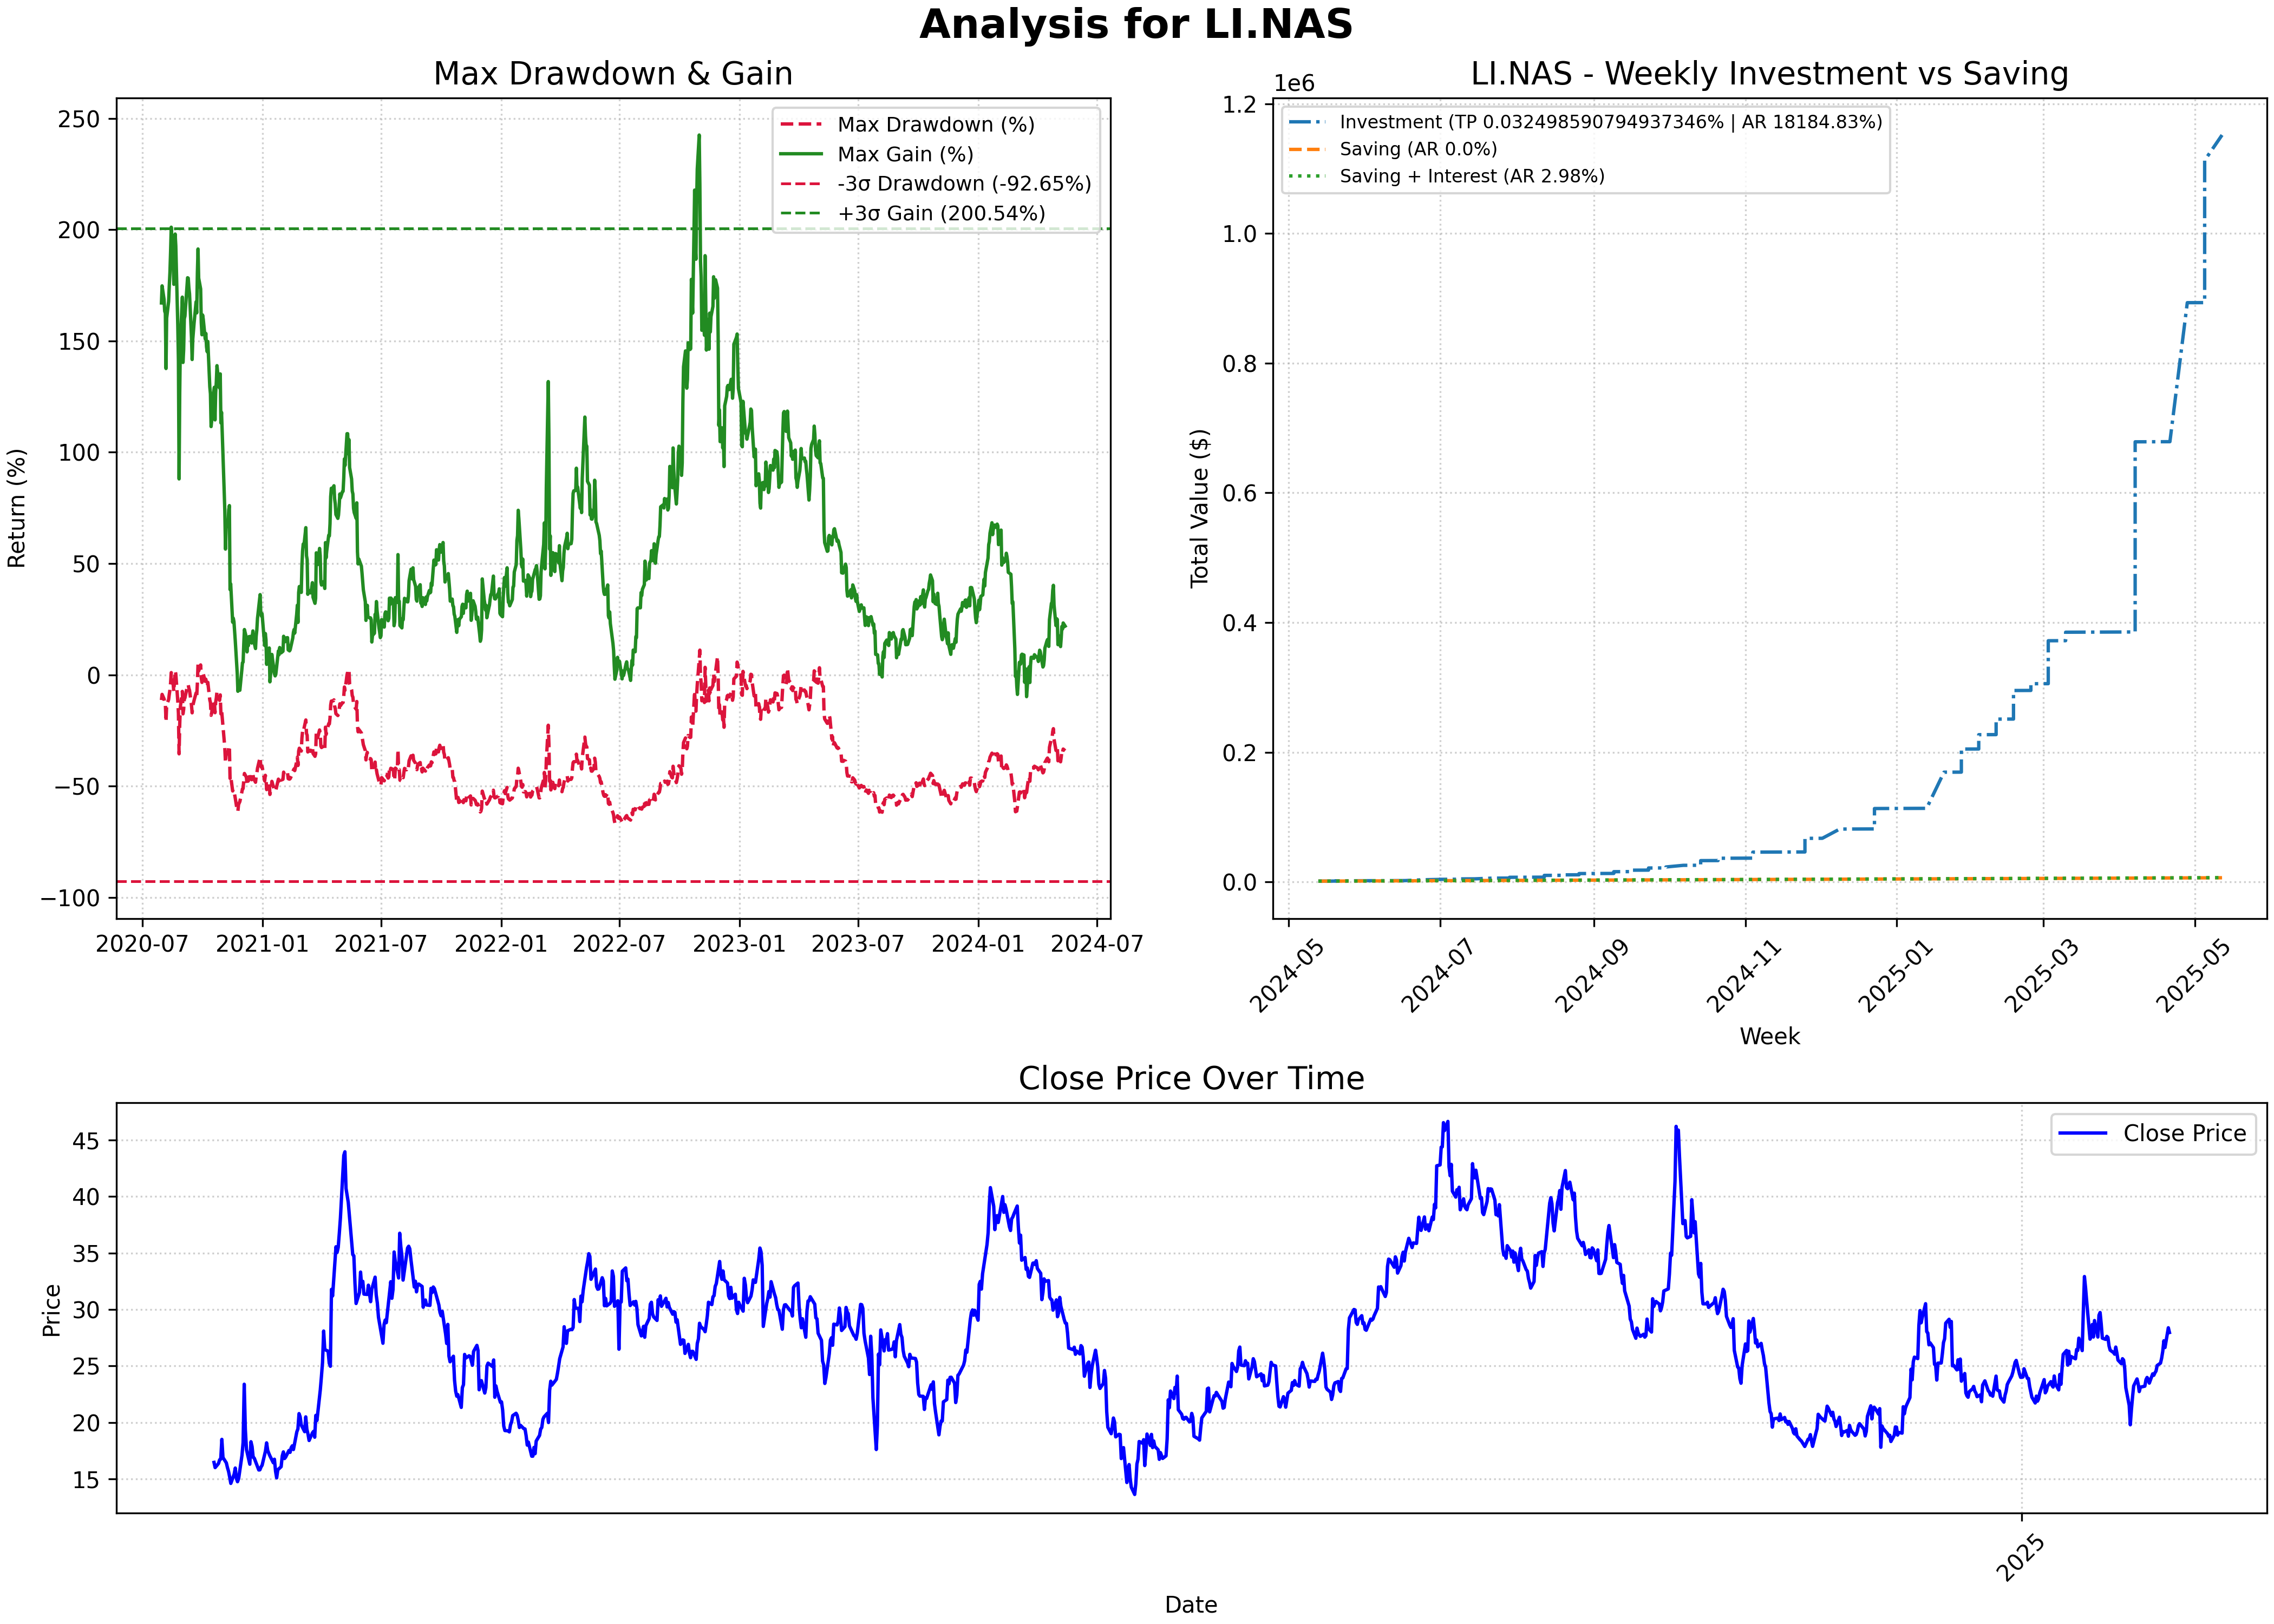 Analysis for LI.NAS
Max Drawdown & Gain
Return (%)
250
200
150
100
50
0
−50
−100
Max Drawdown (%)
Max Gain (%)
-3σ Drawdown (-92.65%)
+3σ Gain (200.54%)
2020-07
2021-01
2021-07
2022-01
2022-07
2023-01
2023-07
2024-01
2024-07
LI.NAS - Weekly Investment vs Saving
1e6
Total Value ($)
1.2
1.0
0.8
0.6
0.4
0.2
0.0
Investment (TP 0.032498590794937346% | AR 18184.83%)
Saving (AR 0.0%)
Saving + Interest (AR 2.98%)
2024-05
2024-07
2024-09
2024-11
2025-01
2025-03
2025-05
Week
Close Price Over Time
Price
45
40
35
30
25
20
15
Close Price
2025
Date